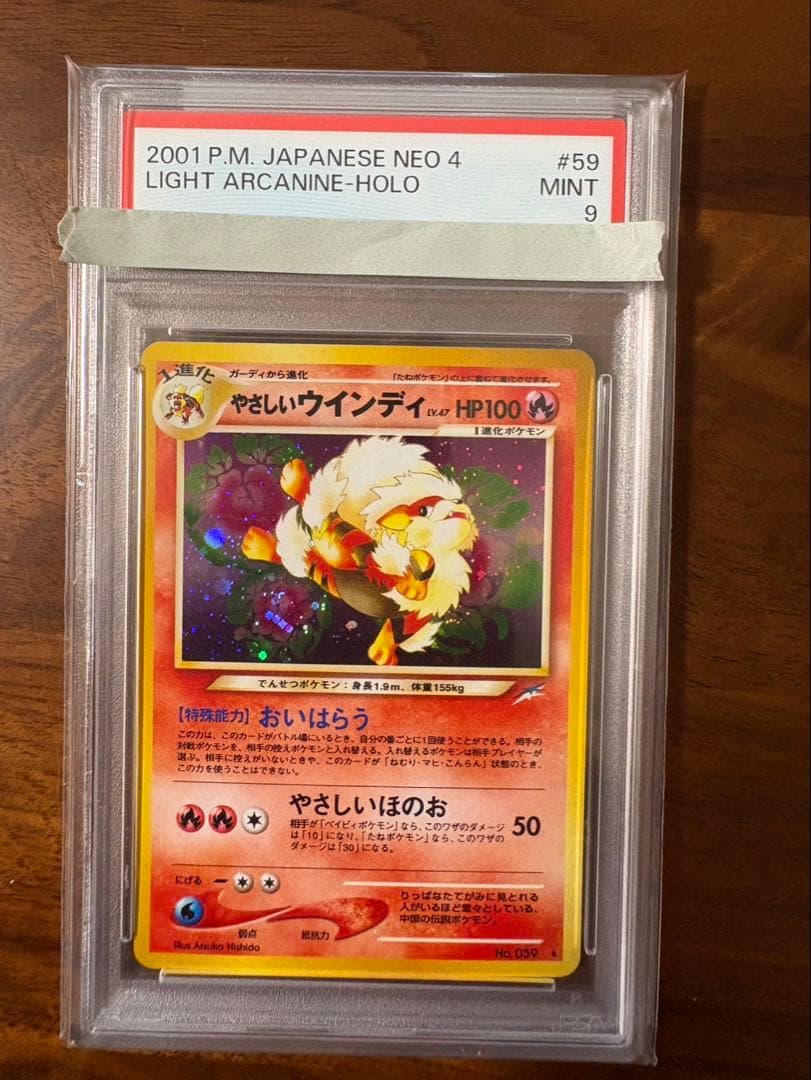 2001 P.M. JAPANESE NEO 4 #59
LIGHT ARCANINE-HOLO MINT
9
1進化
ガーディから進化
「たねポケモン」の上に重ねて進化させます。
やさしいウインディ LV.47 HP100
1進化ポケモン
でんせつポケモン:身長1.9m、体重155kg
【特殊能力】おいはらう
この力は、このカードがバトル場にいるとき、自分の番ごとに1回使うことができる。相手の
対戦ポケモンを、相手の控えポケモンと入れ替える。入れ替えるポケモンは相手プレイヤーが
選ぶ。相手に控えがいないときや、このカードが「ねむり・マヒ・こんらん」状態のとき、
この力を使うことはできない。
やさしいほのお
相手が「ベイビィポケモン」なら、このワザのダメージ
は「10」になり、「たねポケモン」なら、このワザの
ダメージは「30」になる。
50
にげる
弱点 抵抗力
りっぱなたてがみに見とれる
人がいるほど堂々としている、
中国の伝説ポケモン。
Illus. Atsuko Nishida
No. 059
PSA